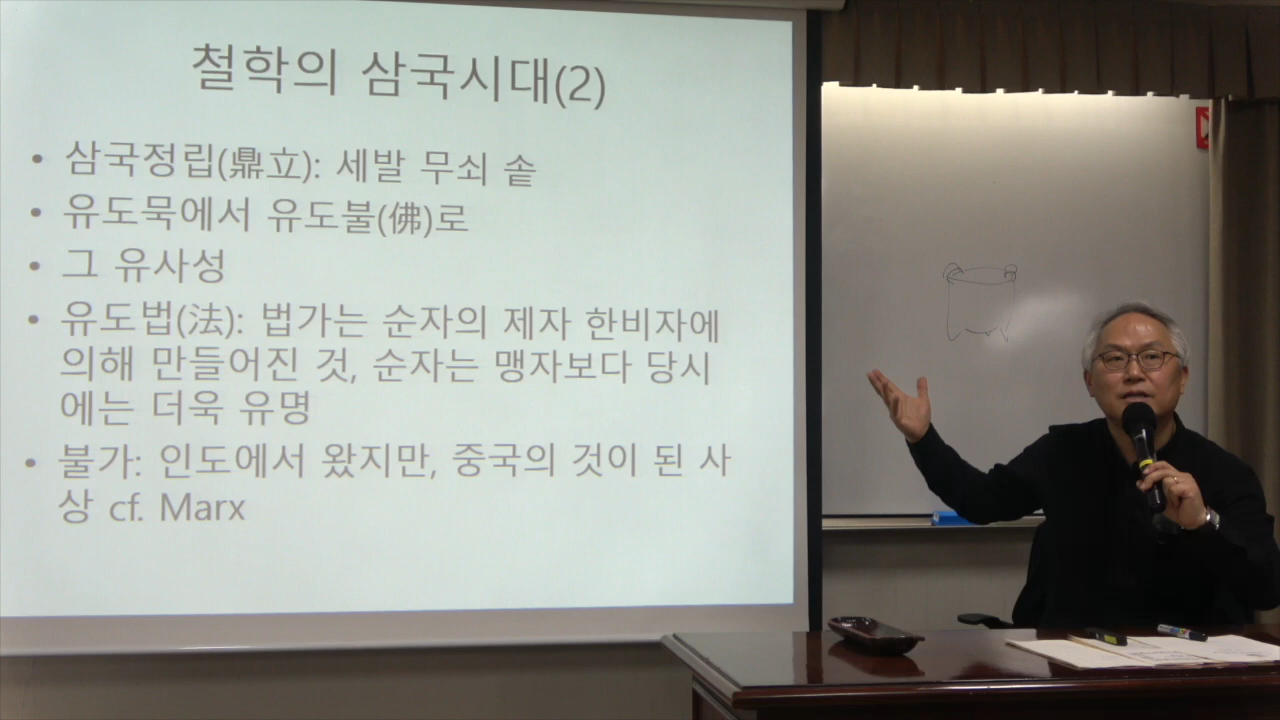 철학의 삼국시대(2)
• 삼국정립(鼎立): 세발 무쇠 솥
• 유도묵에서 유도불(佛)로
• 그 유사성
• 유도법(法): 법가는 순자의 제자 한비자에
의해 만들어진 것, 순자는 맹자보다 당시
에는 더욱 유명
• 불가: 인도에서 왔지만, 중국의 것이 된 사
상 cf. Marx